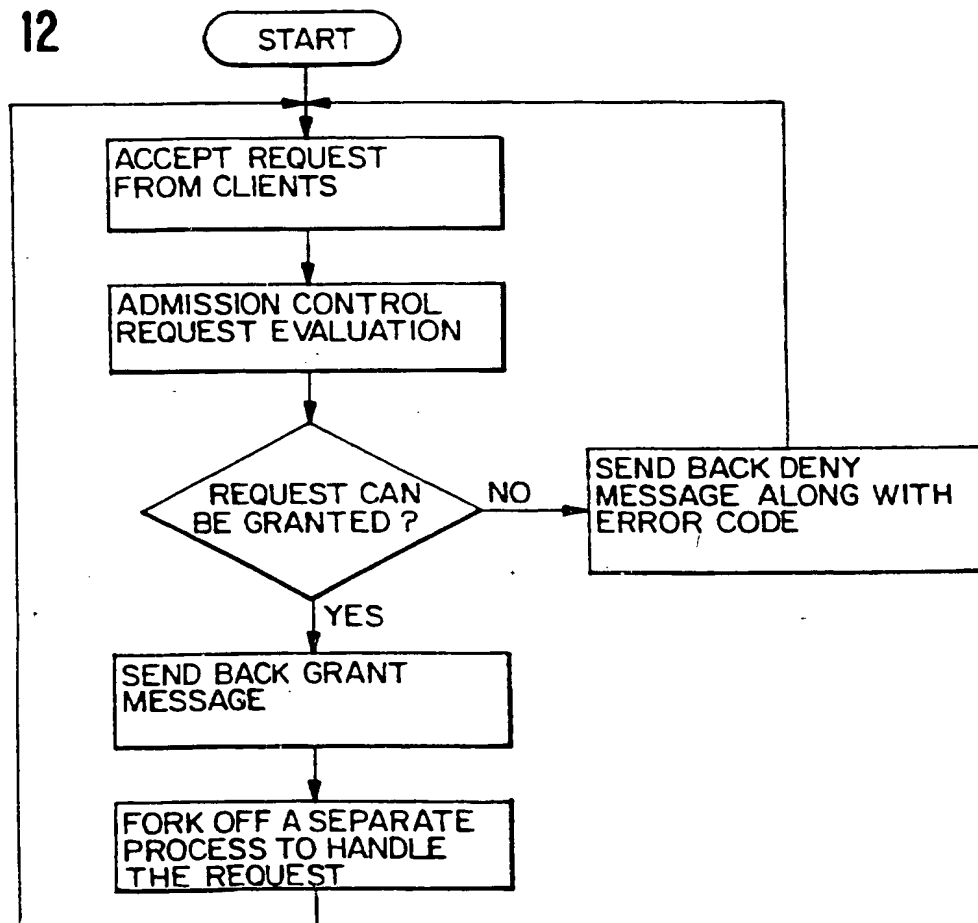 12
START
ACCEPT REQUEST
FROM CLIENTS
ADMISSION CONTROL
REQUEST EVALUATION
REQUEST CAN
BE GRANTED ?
NO
SEND BACK DENY
MESSAGE ALONG WITH
ERROR CODE
YES
SEND BACK GRANT
MESSAGE
FORK OFF A SEPARATE
PROCESS TO HANDLE
THE REQUEST